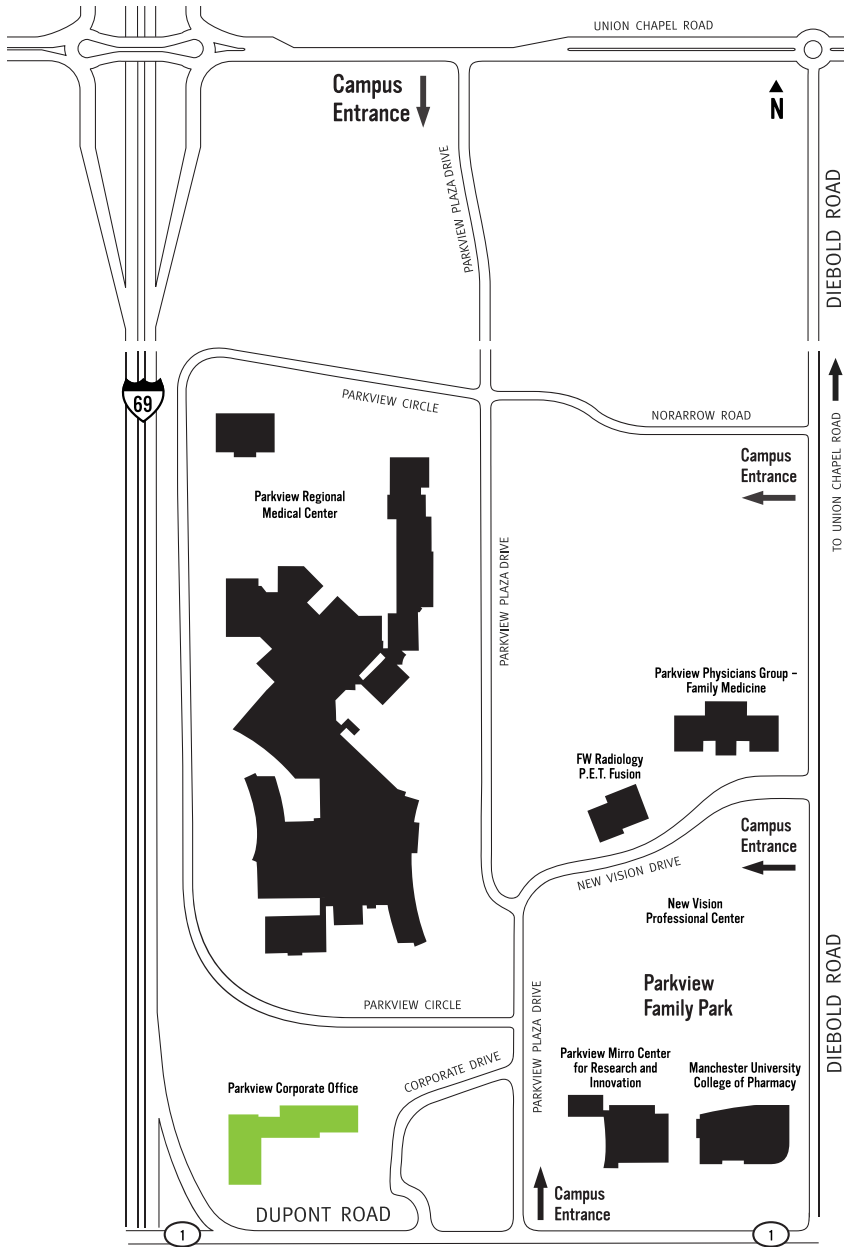 UNION CHAPEL ROAD
Campus
Entrance
N
PARKVIEW PLAZA DRIVE
DIEBOLD ROAD
69
PARKVIEW CIRCLE
NORARROW ROAD
TO UNION CHAPEL ROAD
Campus
Entrance
Parkview Regional
Medical Center
PARKVIEW PLAZA DRIVE
Parkview Physicians Group –
Family Medicine
FW Radiology
P.E.T. Fusion
Campus
Entrance
NEW VISION DRIVE
New Vision
Professional Center
DIEBOLD ROAD
Parkview
Family Park
PARKVIEW CIRCLE
PARKVIEW PLAZA DRIVE
CORPORATE DRIVE
Parkview Mirro Center
for Research and
Innovation
Manchester University
College of Pharmacy
Parkview Corporate Office
Campus
Entrance
DUPONT ROAD
1
1